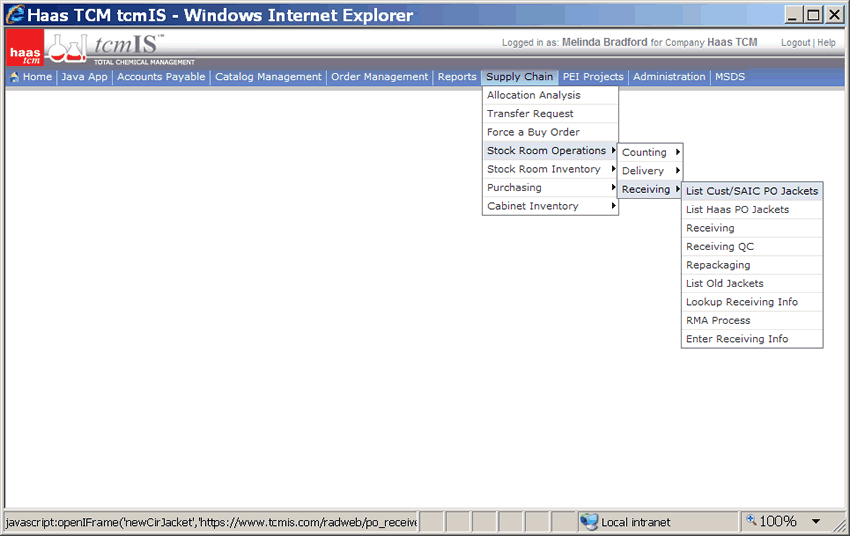 Haas TCM tcmIS - Windows Internet Explorer
haas tcm
tcmIS™
TOTAL CHEMICAL MANAGEMENT
Logged in as: Melinda Bradford for Company Haas TCM
Logout | Help
Home | Java App | Accounts Payable | Catalog Management | Order Management | Reports | Supply Chain | PEI Projects | Administration | MSDS
Allocation Analysis
Transfer Request
Force a Buy Order
Stock Room Operations
Stock Room Inventory
Purchasing
Cabinet Inventory
Counting
Delivery
Receiving
List Cust/SAIC PO Jackets
List Haas PO Jackets
Receiving
Receiving QC
Repackaging
List Old Jackets
Lookup Receiving Info
RMA Process
Enter Receiving Info
javascript:openIFrame('newCirJacket','https://www.tcmis.com/radweb/po_receive
Local intranet
100%